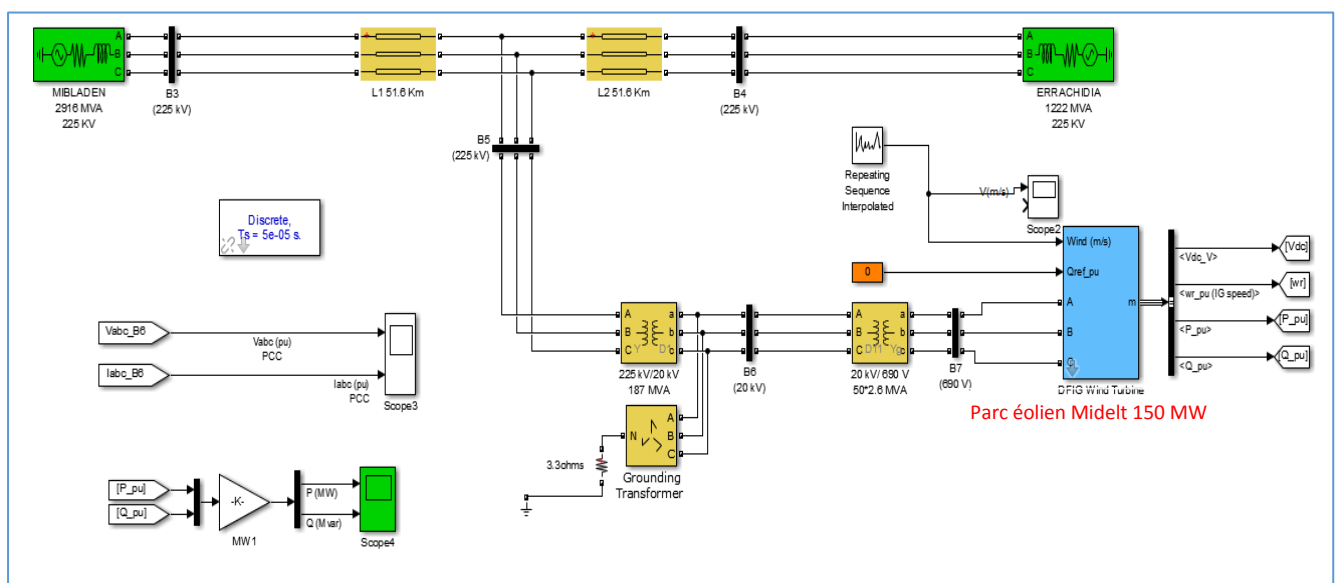 A
B
C
B3
(225 kV)
L1 51.6 Km
L2 51.6 Km
B4
(225 kV)
A
B
C
MIBLADEN
2916 MVA
225 KV
ERRACHIDIA
1222 MVA
225 KV
B5
(225 kV)
Repeating
Sequence
Interpolated
V(m/s)
Scope2
Discrete,
Ts = 5e-05 s.
Wind (m/s)
0
Qref_pu
A
B
m
DFIG Wind Turbine
<Vdc_V>
[Vdc]
<wr_pu (IG speed)>
[wr]
<P_pu>
[P_pu]
<Q_pu>
[Q_pu]
Vabc_B6
Vabc (pu)
PCC
Iabc_B6
Iabc (pu)
PCC
Scope3
A
B
C
a
b
c
Y
D1
225 kV/20 kV
187 MVA
B6
(20 kV)
A
B
C
a
b
c
D11
Yg
20 kV/ 690 V
50*2.6 MVA
B7
(690 V)
Parc éolien Midelt 150 MW
N
A
B
C
3.3ohms
Grounding
Transformer
[P_pu]
[Q_pu]
-K-
MW1
P (MW)
Q (Mvar)
Scope4